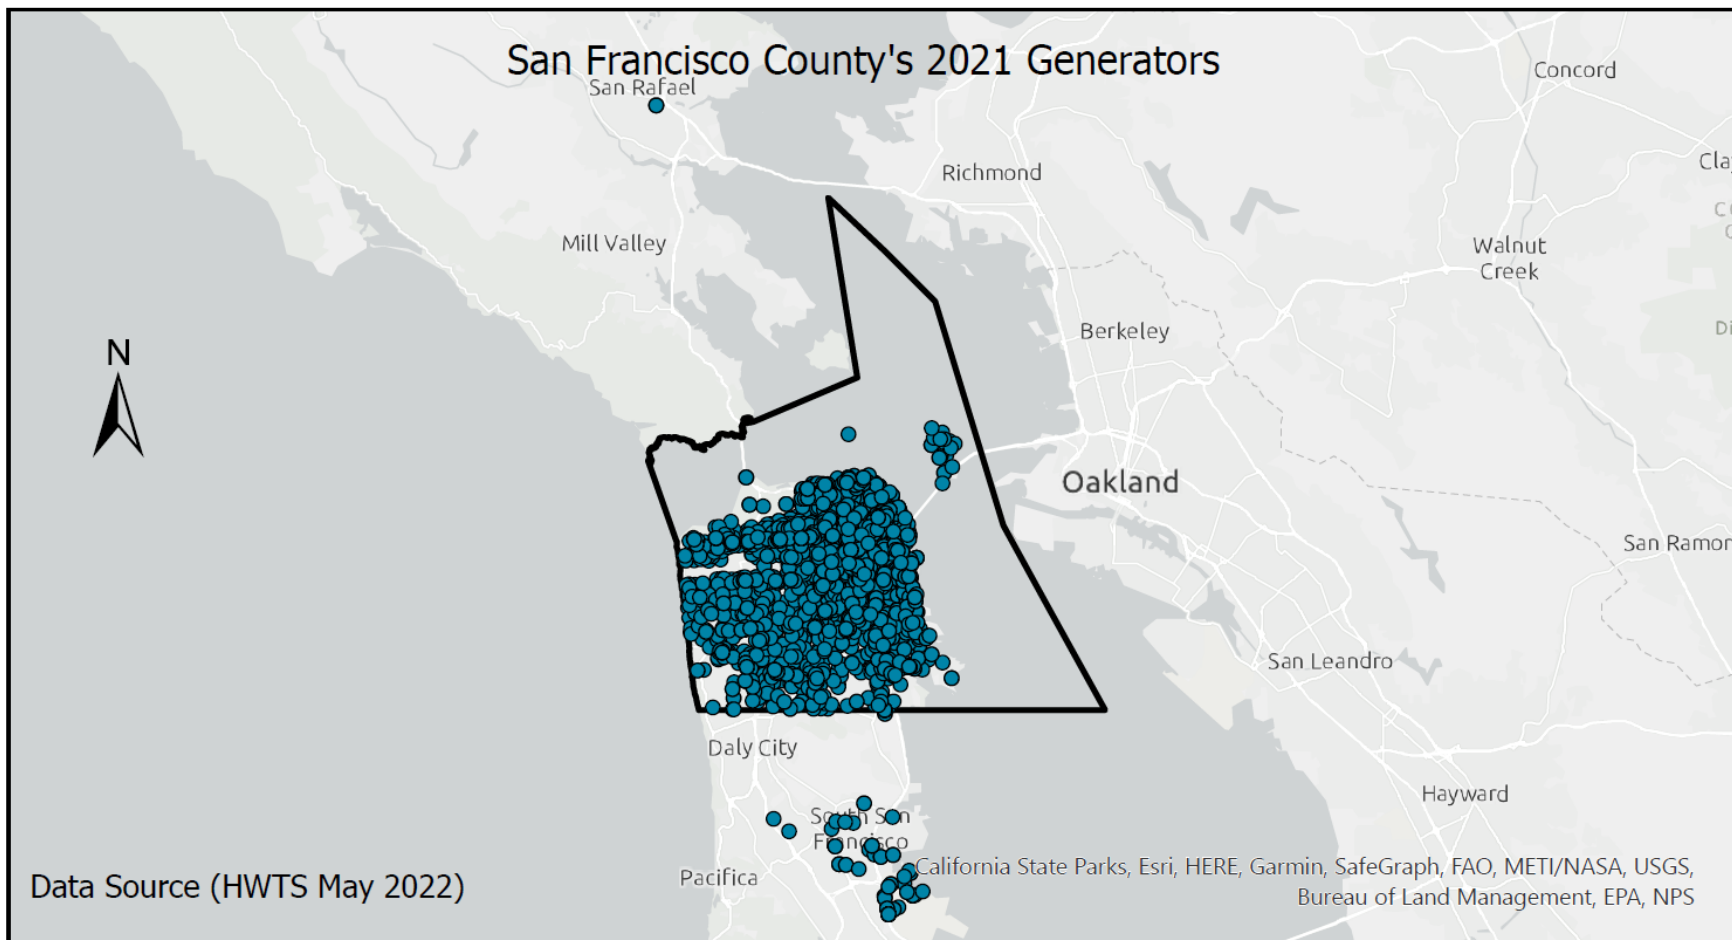 San Francisco County's 2021 Generators
San Rafael
Concord
Richmond
Mill Valley
Walnut
Creek
Berkeley
N
Oakland
San Leandro
Daly City
Hayward
South San
Francisco
Pacifica
Data Source (HWTS May 2022)
California State Parks, Esri, HERE, Garmin, SafeGraph, FAO, METI/NASA, USGS,
Bureau of Land Management, EPA, NPS